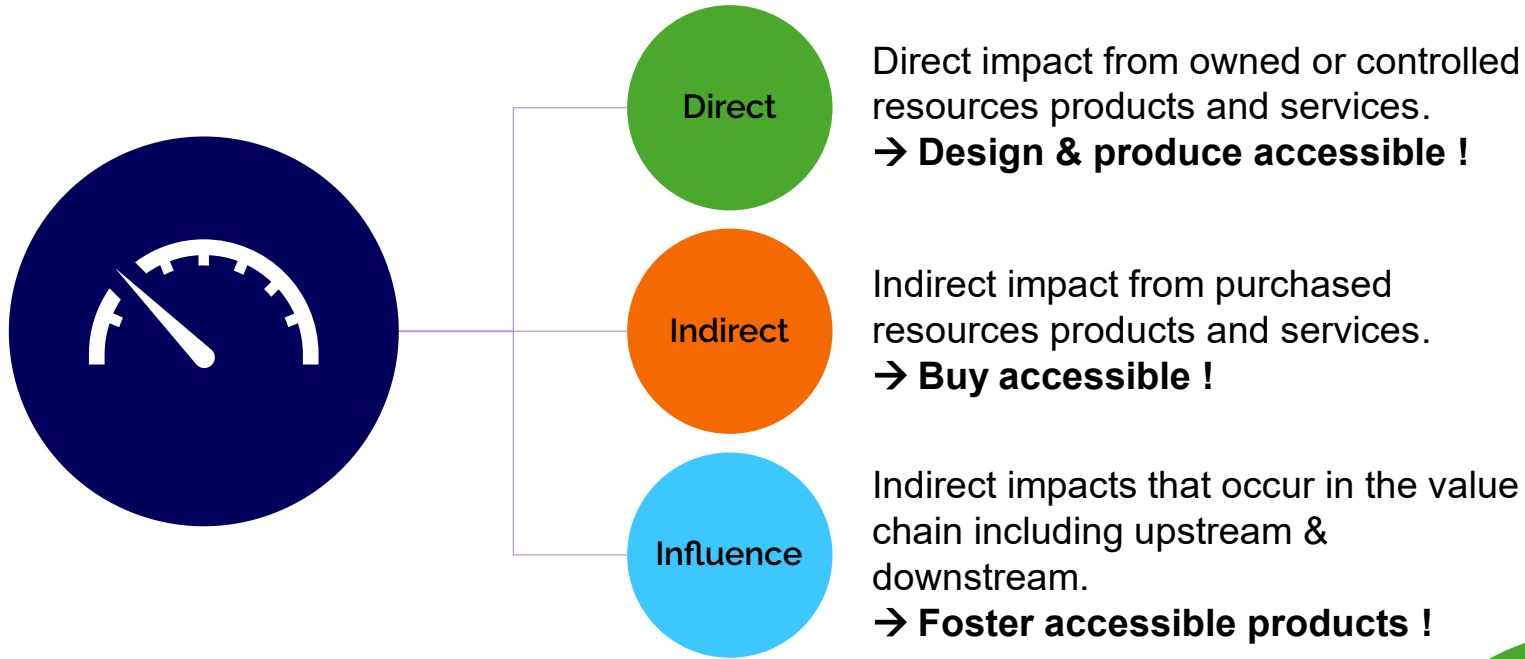 Direct
Direct impact from owned or controlled
resources products and services.
→ Design & produce accessible !
Indirect
Indirect impact from purchased
resources products and services.
→ Buy accessible !
Influence
Indirect impacts that occur in the value
chain including upstream &
downstream.
→ Foster accessible products !